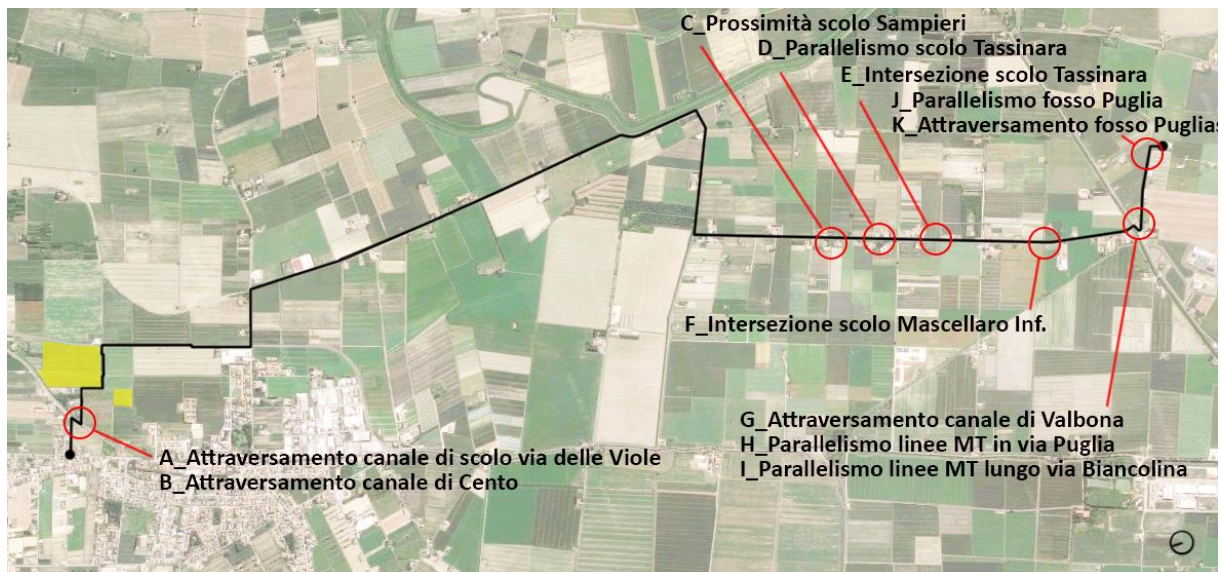 C_Prossimità scolo Sampieri
D_Parallelismo scolo Tassinara
E_Intersezione scolo Tassinara
J_Parallelismo fosso Puglia
K_Attraversamento fosso Puglias
F_Intersezione scolo Mascellaro Inf.
G_Attraversamento canale di Valbona
H_Parallelismo linee MT in via Puglia
I_Parallelismo linee MT lungo via Biancolina
A_Attraversamento canale di scolo via delle Viole
B_Attraversamento canale di Cento